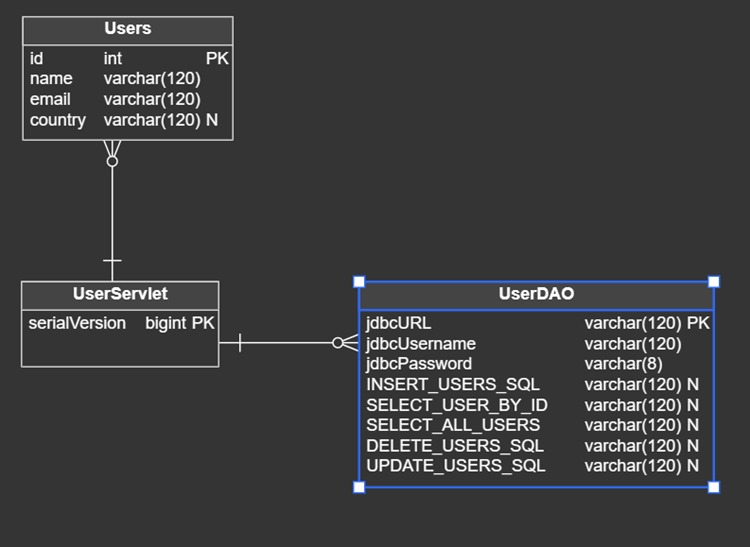 Users
id int PK
name varchar(120)
email varchar(120)
country varchar(120) N
UserServlet
serialVersion bigint PK
UserDAO
jdbcURL varchar(120) PK
jdbcUsername varchar(120)
jdbcPassword varchar(8)
INSERT_USERS_SQL varchar(120) N
SELECT_USER_BY_ID varchar(120) N
SELECT_ALL_USERS varchar(120) N
DELETE_USERS_SQL varchar(120) N
UPDATE_USERS_SQL varchar(120) N